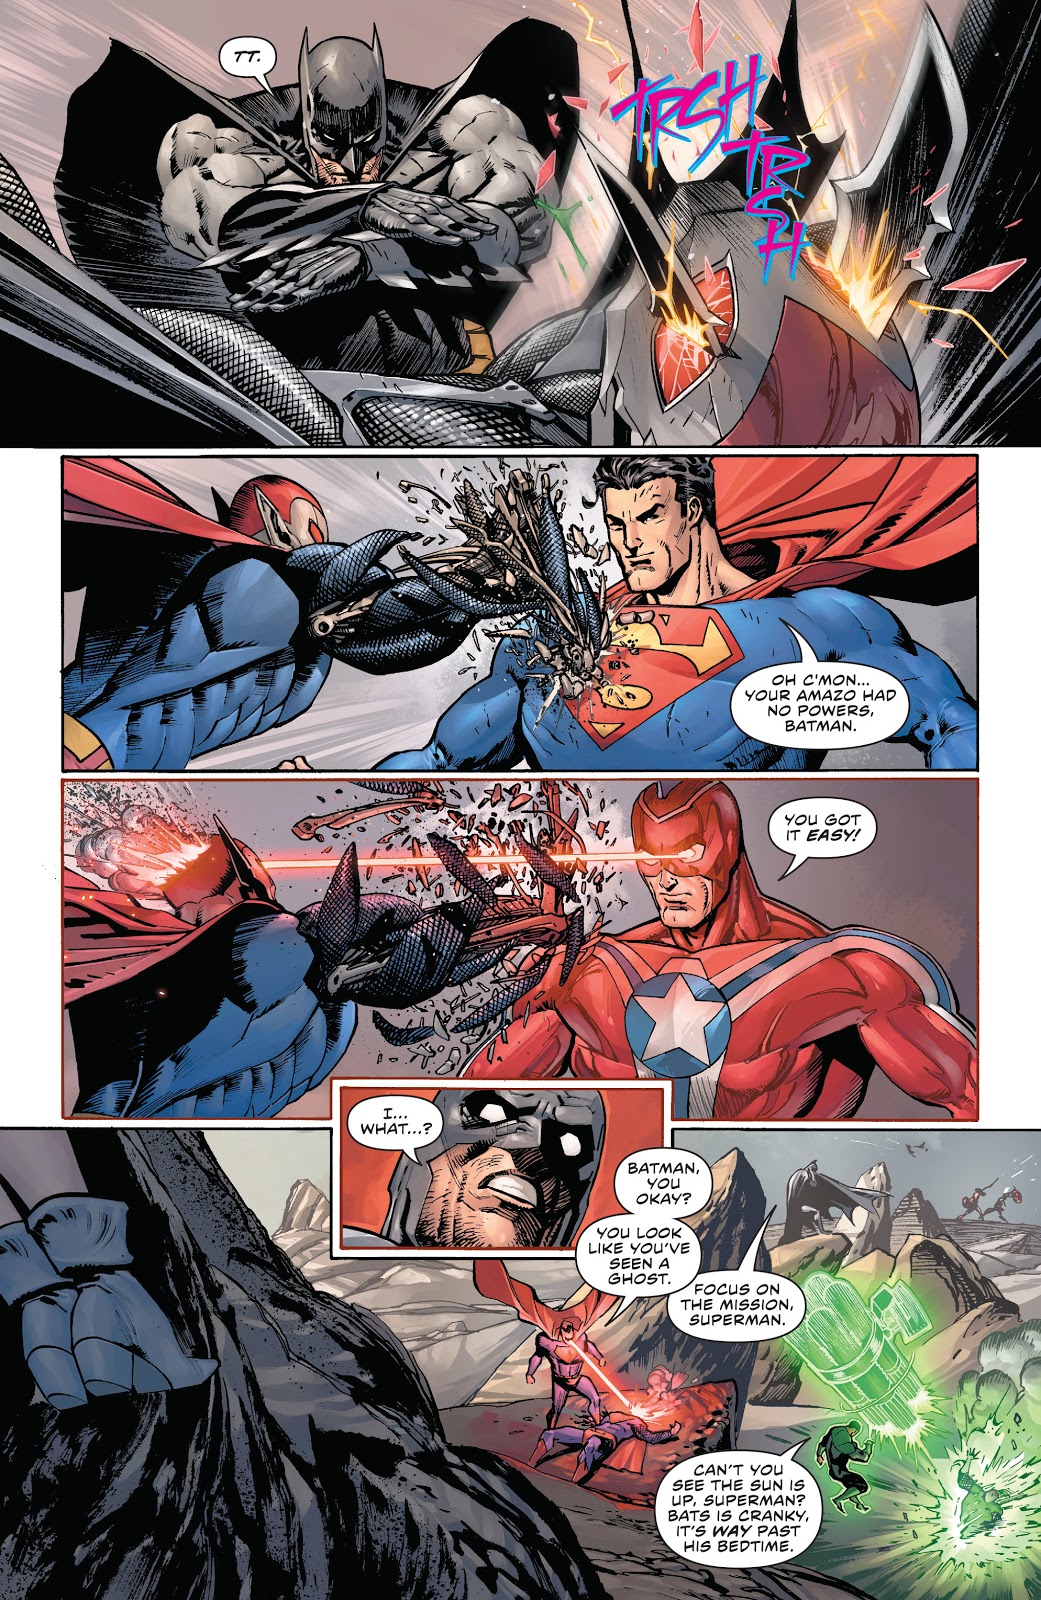 TT.
TRSH
TRSH
OH C'MON...
YOUR AMAZO HAD
NO POWERS,
BATMAN.
YOU GOT
IT EASY!
I...
WHAT...?
BATMAN,
YOU
OKAY?
YOU LOOK
LIKE YOU'VE
SEEN A
GHOST.
FOCUS ON
THE MISSION,
SUPERMAN.
CAN'T YOU
SEE THE SUN IS
UP, SUPERMAN?
BATS IS CRANKY,
IT'S WAY PAST
HIS BEDTIME.